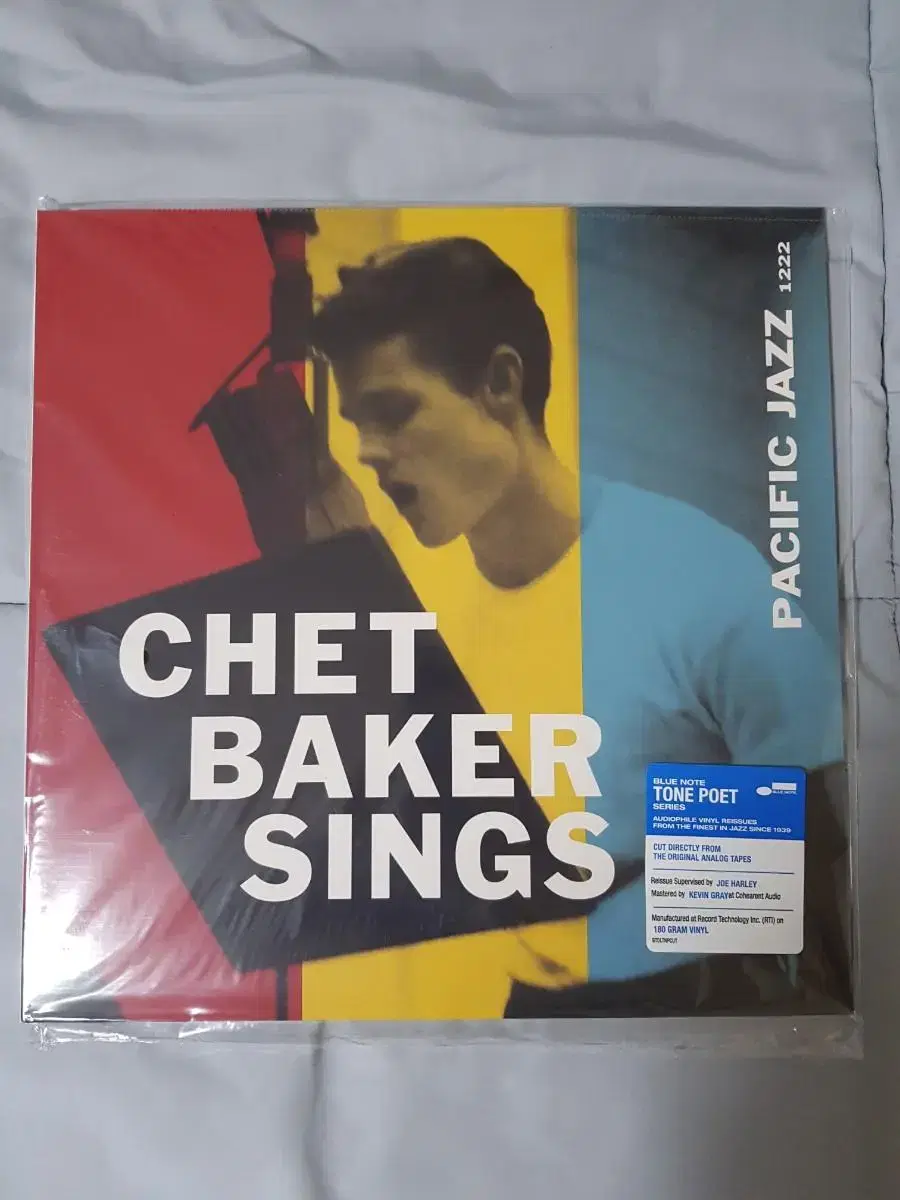 PACIFIC JAZZ 1222
CHET
BAKER
SINGS
BLUE NOTE
TONE POET
SERIES
BLUE NOTE
AUDIOPHILE VINYL REISSUES
FROM THE FINEST IN JAZZ SINCE 1939
CUT DIRECTLY FROM
THE ORIGINAL ANALOG TAPES
Reissue Supervised by JOE HARLEY
Mastered by KEVIN GRAY at Cohearent Audio
Manufactured at Record Technology Inc. (RTI) on
180 GRAM VINYL